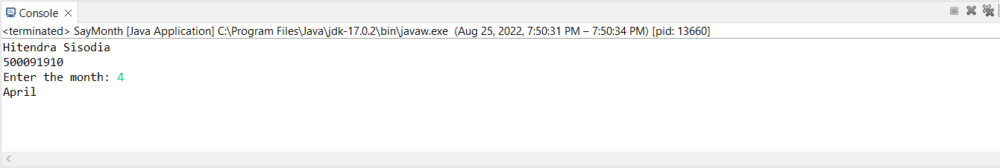 Console
<terminated> SayMonth [Java Application] C:\Program Files\Java\jdk-17.0.2\bin\javaw.exe (Aug 25, 2022, 7:50:31 PM – 7:50:34 PM) [pid: 13660]
Hitendra Sisodia
500091910
Enter the month: 4
April